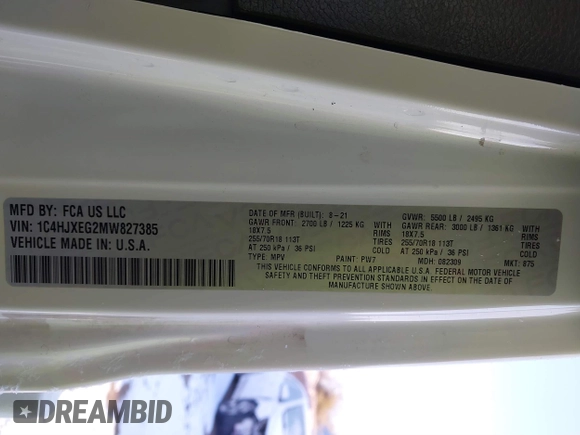 MFD BY: FCA US LLC
VIN: 1C4HJXEG2MW827385
VEHICLE MADE IN U.S.A.
DATE OF MFR (BUILT) 8-21
GVWR: 5500 LB / 2495 KG
GAWR FRONT: 2700 LB / 1225 KG
GAWR REAR: 3000 LB / 1361 KG
18X7.5 RIMS
18X7.5 RIMS
255/70R18 113T TIRES
255/70R18 113T TIRES
AT 250 kPa / 36 PSI
AT 250 kPa / 36 PSI
TYPE: MPV PAINT: PW7 MDH: 082309 MKT: 875
THIS VEHICLE CONFORMS TO ALL APPLICABLE U.S.A. FEDERAL MOTOR VEHICLE
SAFETY AND THEFT PREVENTION STANDARDS IN EFFECT ON THE DATE OF
MANUFACTURE SHOWN ABOVE.
DREAMBID